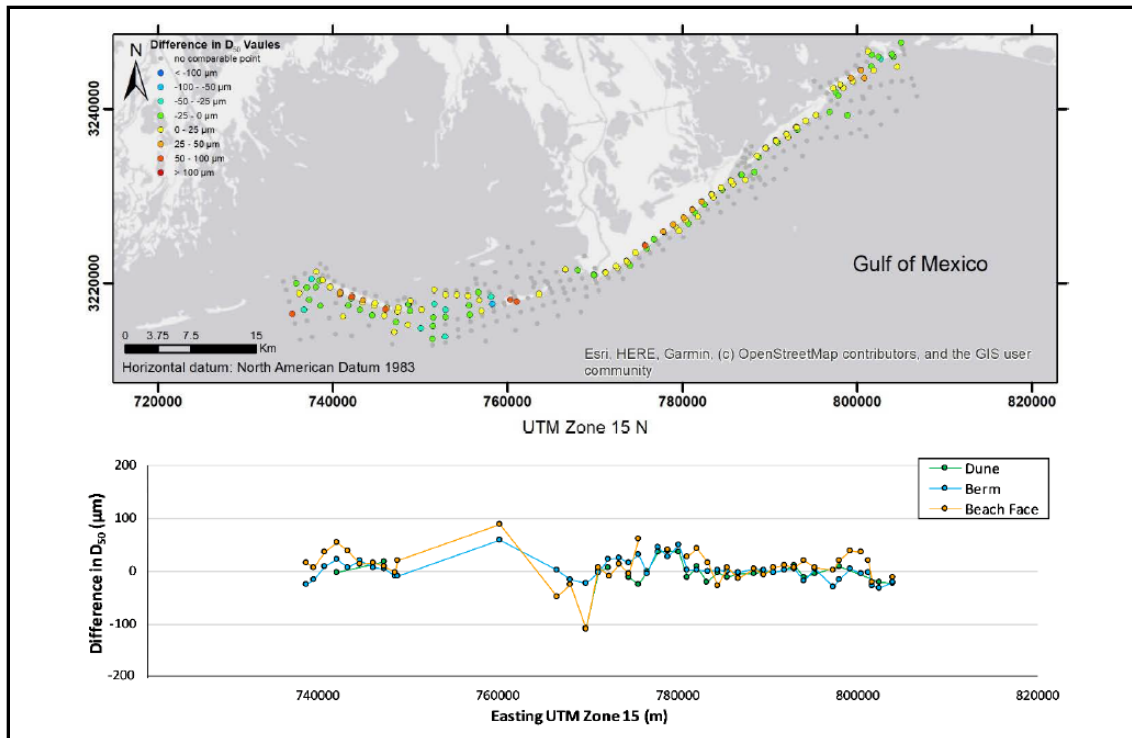 Difference in D50 Vaules
N
no comparable point
< -100 µm
-100 - -50 µm
-50 - -25 µm
-25 - 0 µm
0 - 25 µm
25 - 50 µm
50 - 100 µm
> 100 µm
3240000
3220000
Gulf of Mexico
0 3.75 7.5 15
Km
Horizontal datum: North American Datum 1983
Esri, HERE, Garmin, (c) OpenStreetMap contributors, and the GIS user
community
720000 740000 760000 780000 800000 820000
UTM Zone 15 N
Difference in D50 (µm)
200
100
0
-100
-200
Dune
Berm
Beach Face
740000 760000 780000 800000 820000
Easting UTM Zone 15 (m)